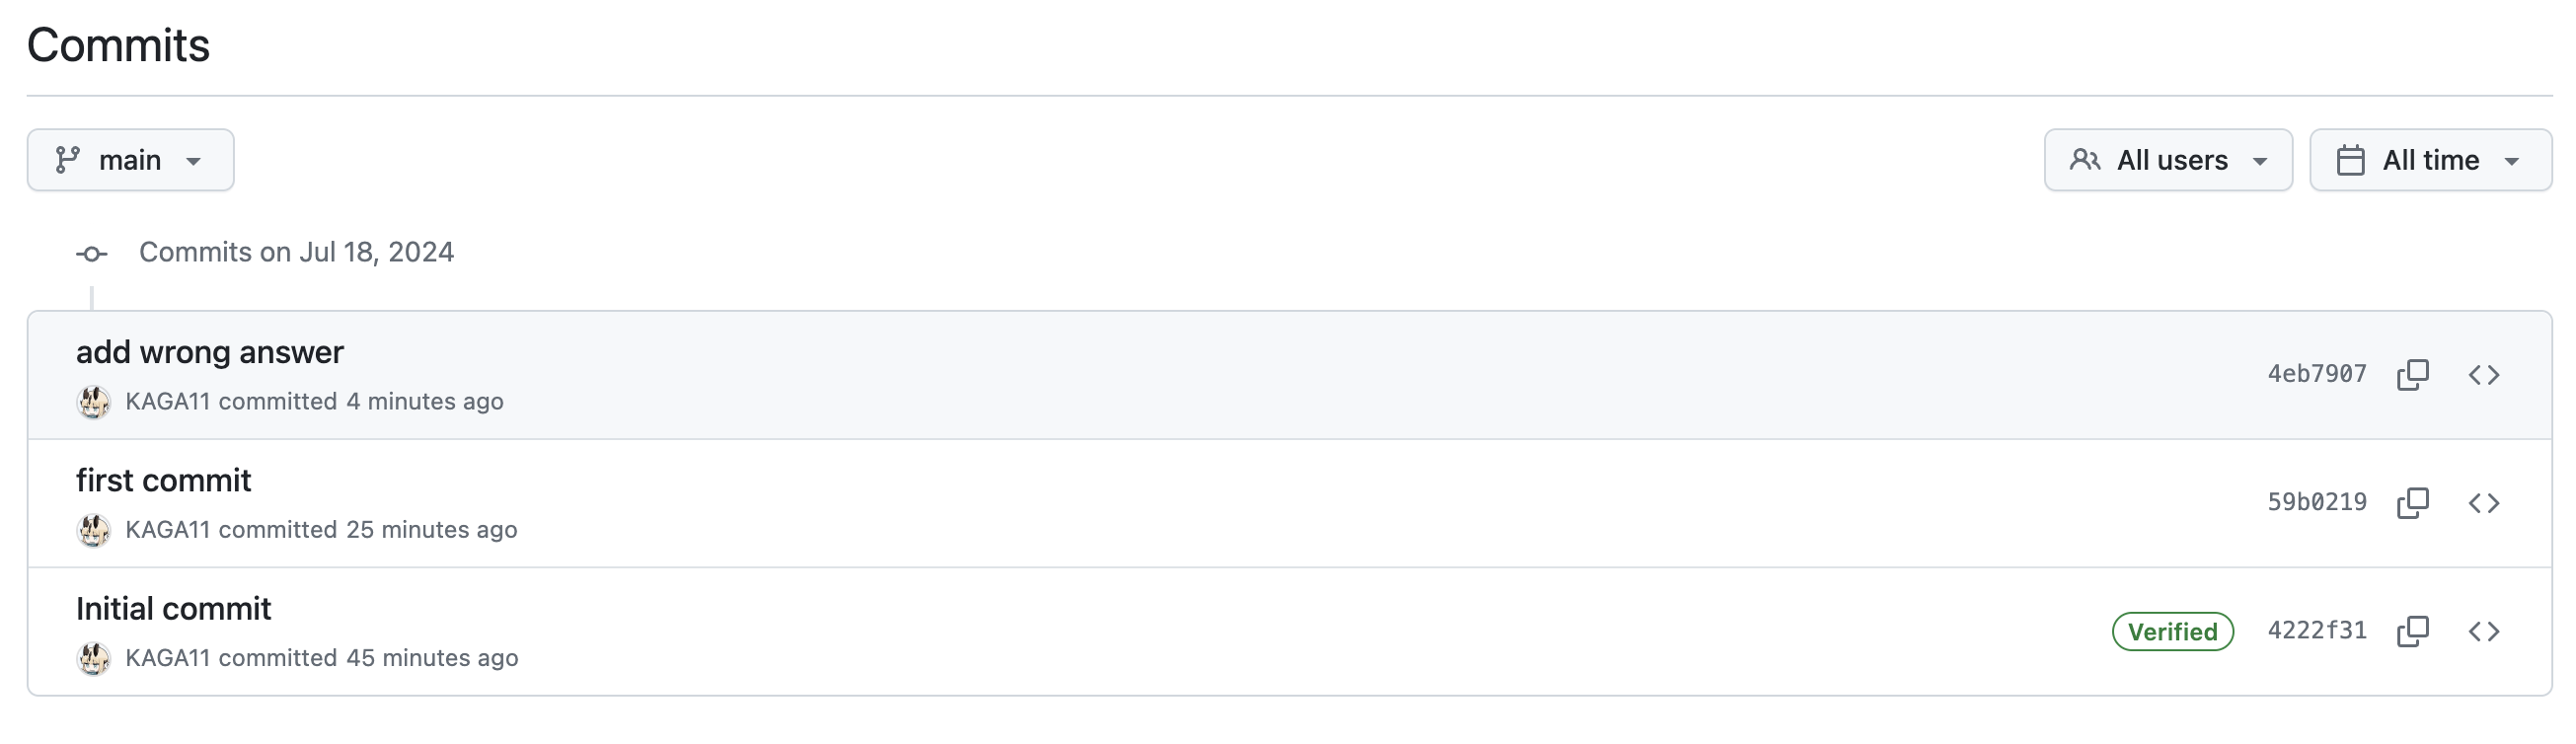 Commits
main
All users
All time
Commits on Jul 18, 2024
add wrong answer
KAGA11 committed 4 minutes ago
4eb7907
first commit
KAGA11 committed 25 minutes ago
59b0219
Initial commit
KAGA11 committed 45 minutes ago
Verified
4222f31